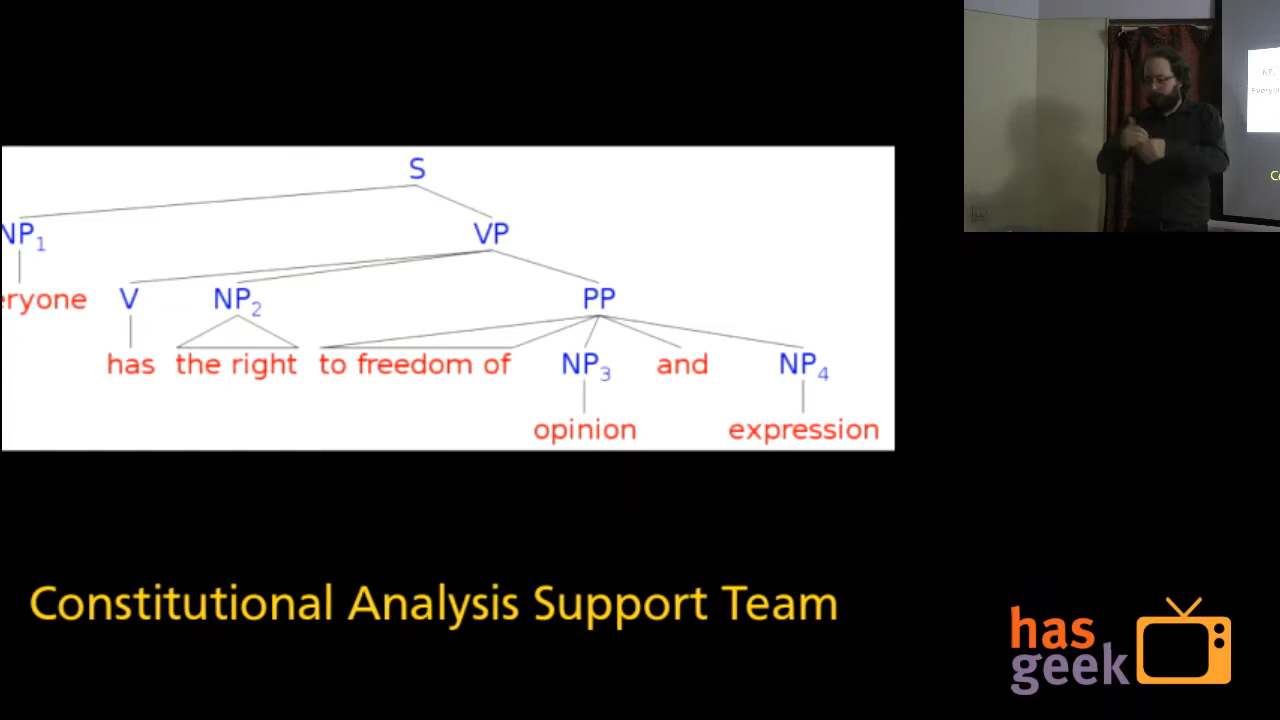 S
NP1
VP
eryone
V
NP2
PP
has the right to freedom of NP3 and NP4
opinion expression
Constitutional Analysis Support Team
has
geek